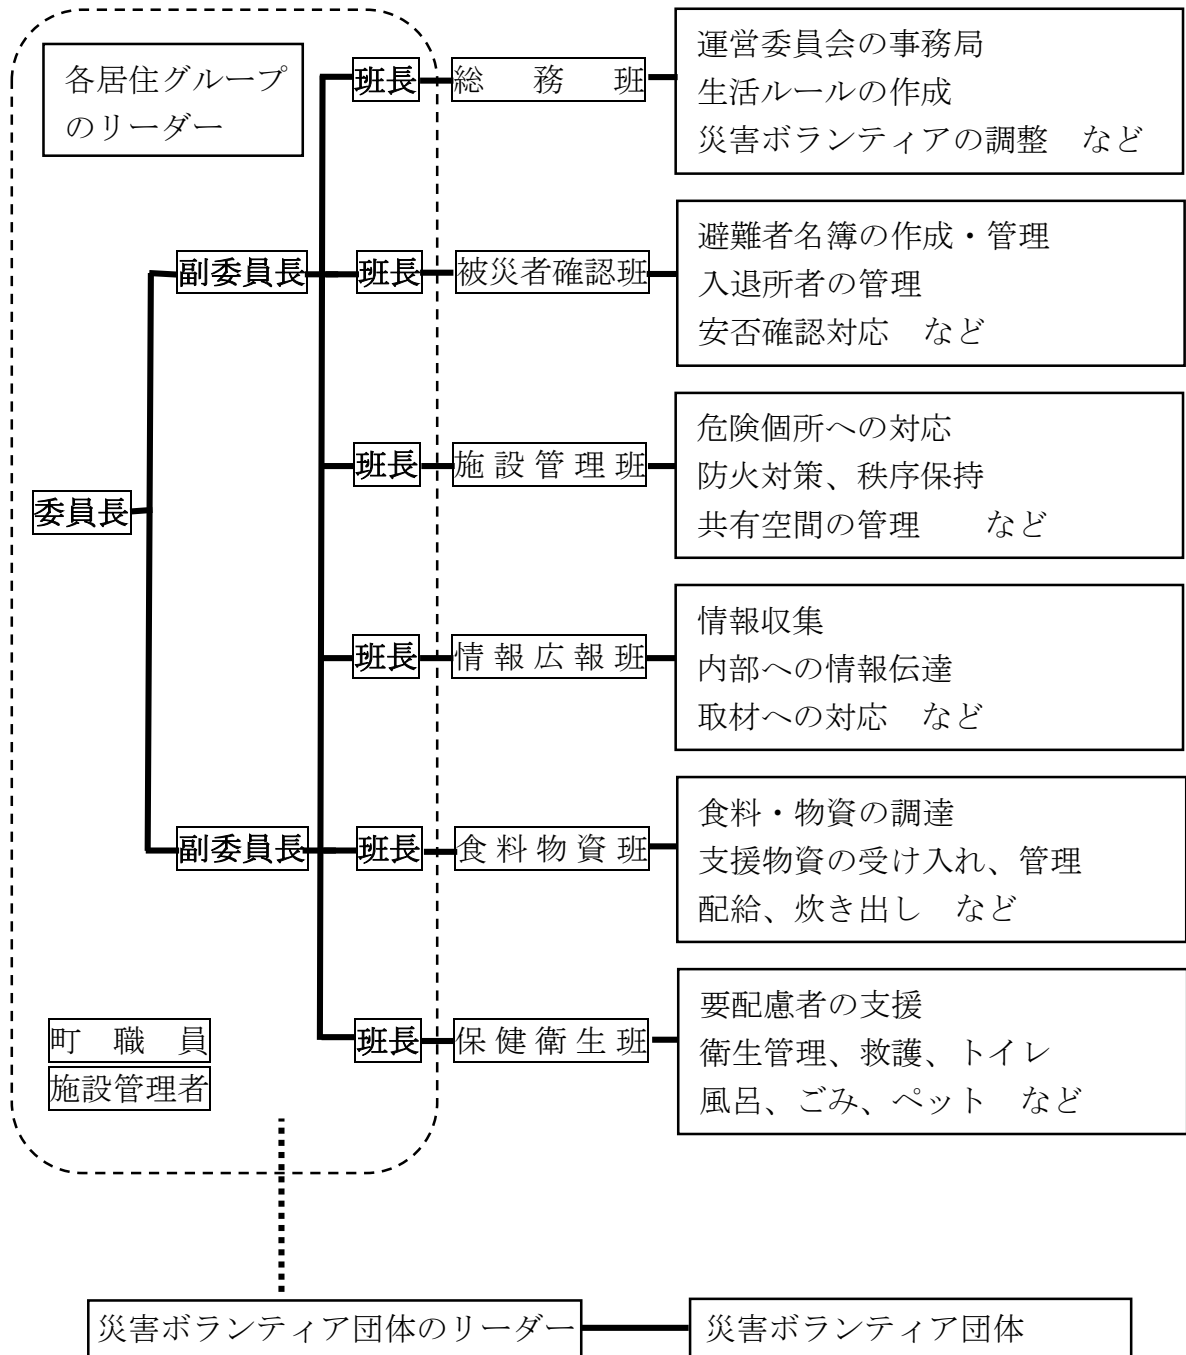 各居住グループ
のリーダー
班長
総　務　班
運営委員会の事務局
生活ルールの作成
災害ボランティアの調整　など
副委員長
班長
被災者確認班
避難者名簿の作成・管理
入退所者の管理
安否確認対応　など
委員長
班長
施設管理班
危険個所への対応
防火対策、秩序保持
共有空間の管理　　など
班長
情報広報班
情報収集
内部への情報伝達
取材への対応　など
副委員長
班長
食料物資班
食料・物資の調達
支援物資の受け入れ、管理
配給、炊き出し　など
町　職　員
施設管理者
班長
保健衛生班
要配慮者の支援
衛生管理、救護、トイレ
風呂、ごみ、ペット　など
災害ボランティア団体のリーダー
災害ボランティア団体